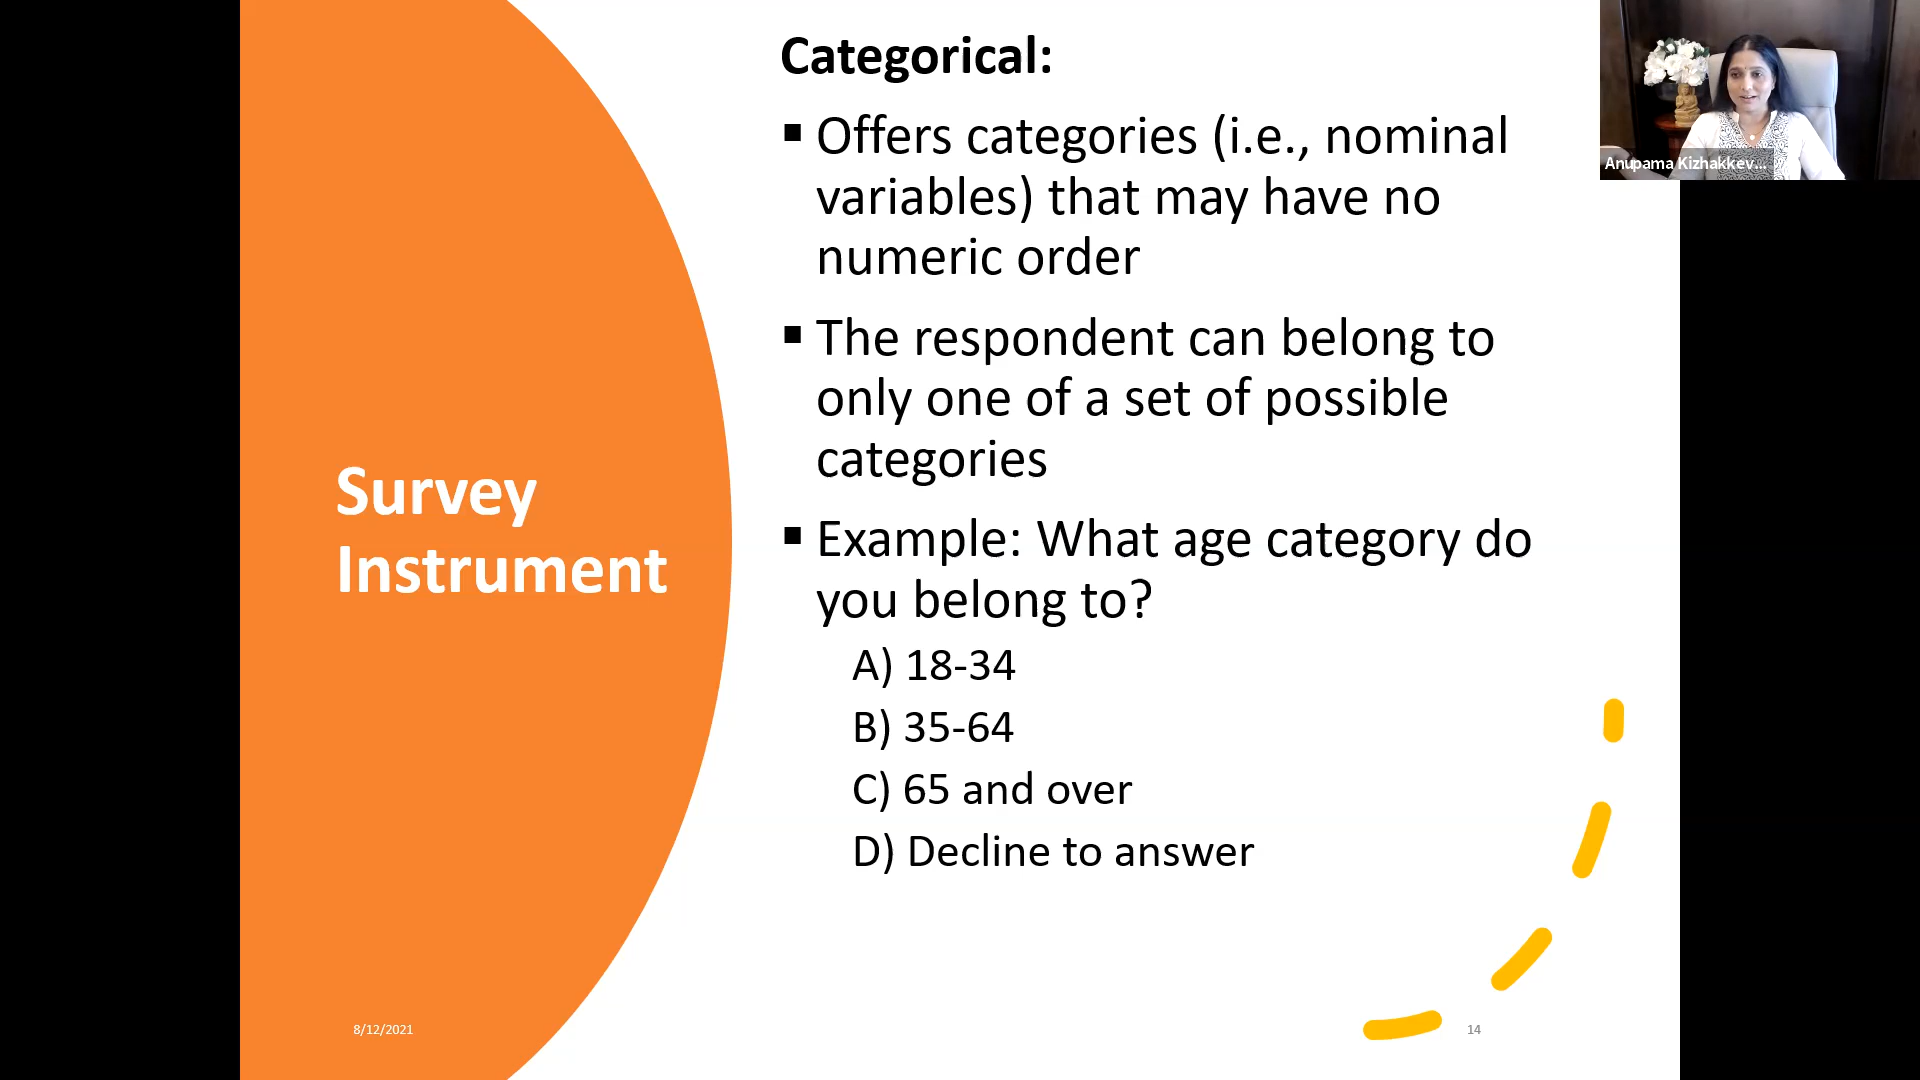 Categorical:
Offers categories (i.e., nominal
variables) that may have no
numeric order
The respondent can belong to
only one of a set of possible
categories
Example: What age category do
you belong to?
A) 18-34
B) 35-64
C) 65 and over
D) Decline to answer
Survey
Instrument
8/12/2021
14
Anupama Kizhakkev...